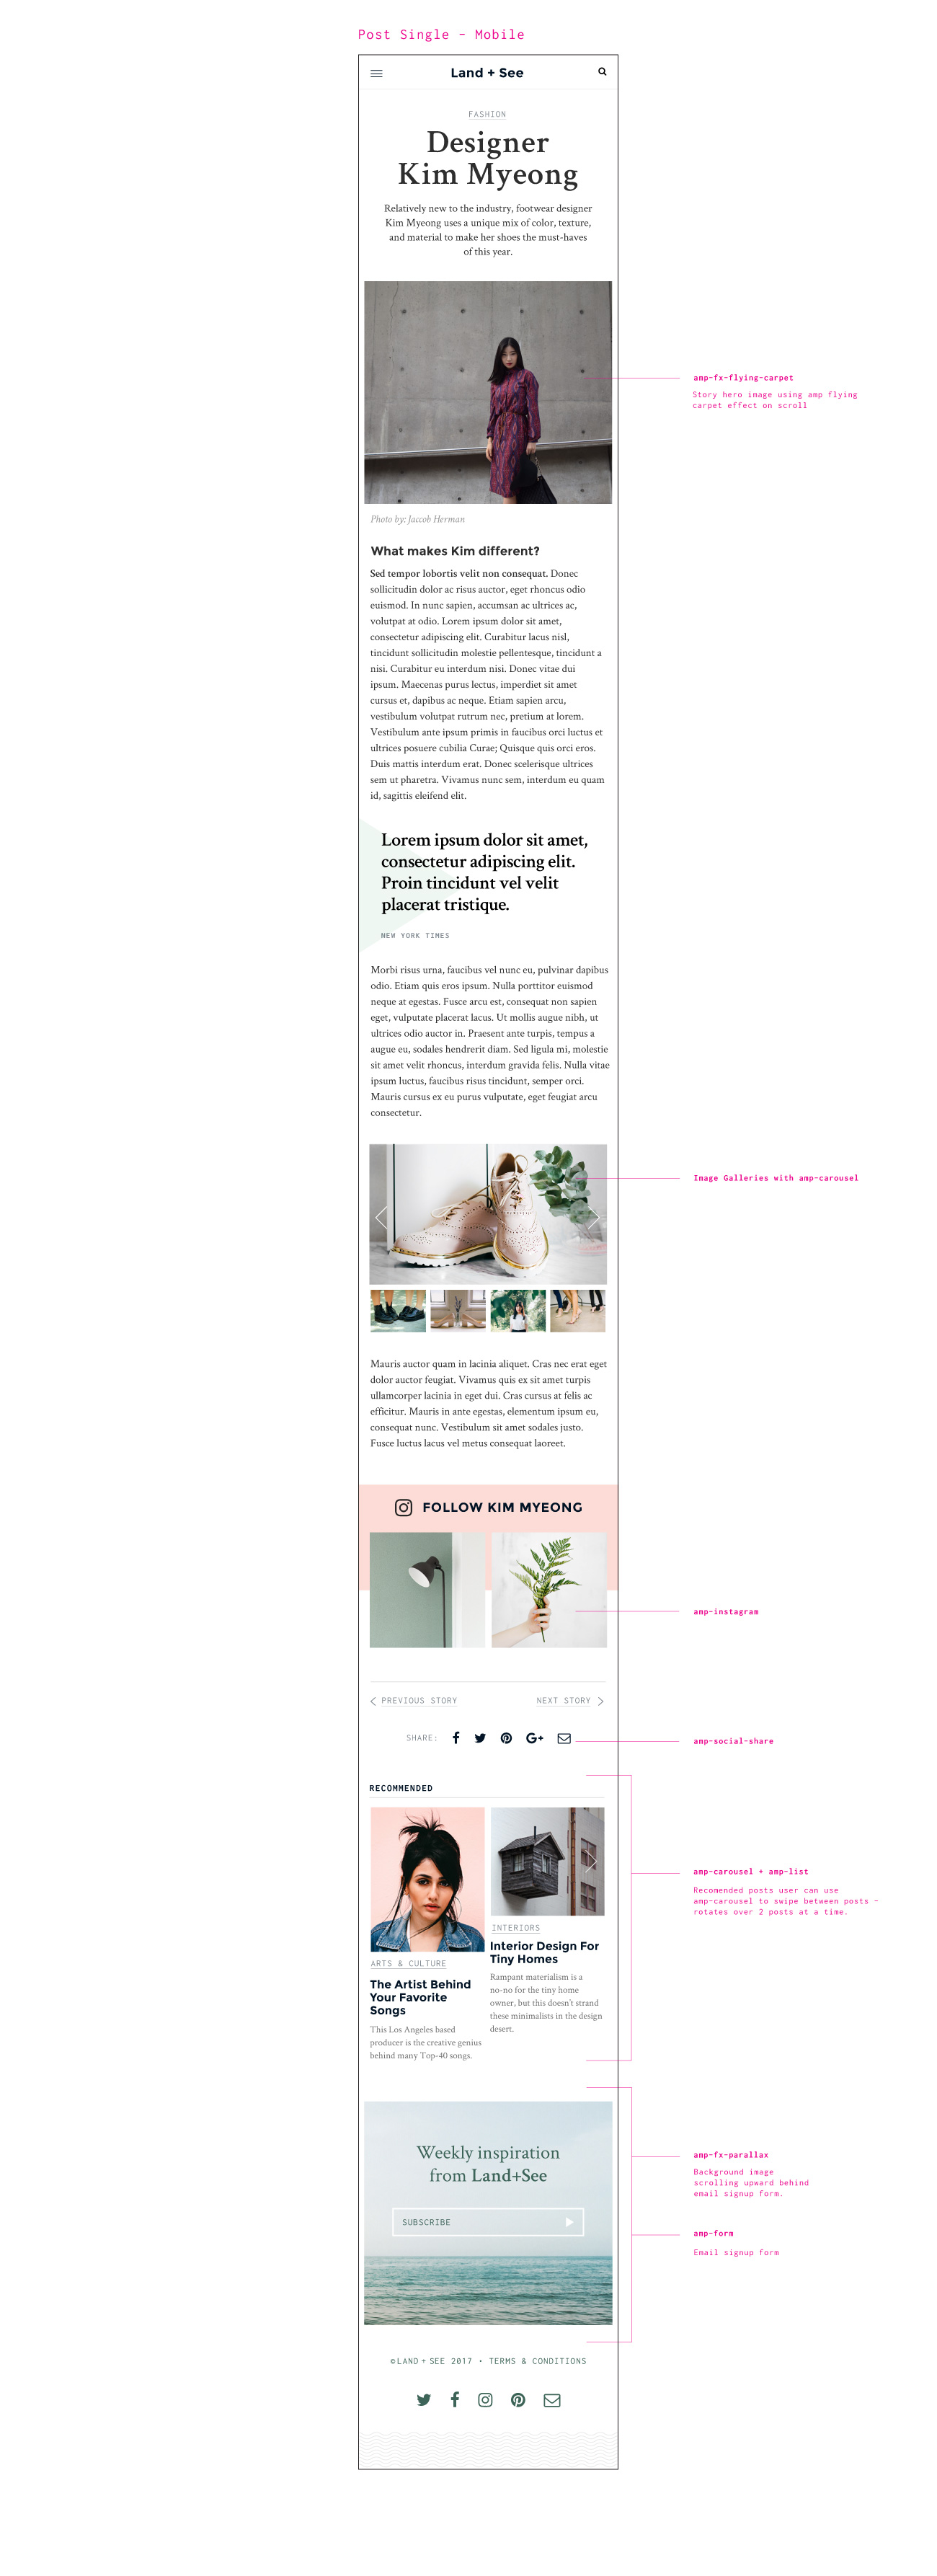 Post Single - Mobile
Land + See
FASHION
Designer
Kim Myeong
Relatively new to the industry, footwear designer
Kim Myeong uses a unique mix of color, texture,
and material to make her shoes the must-haves
of this year.
amp-fx-flying-carpet
Story hero image using amp flying
carpet effect on scroll
Photo by: Jaccob Herman
What makes Kim different?
Sed tempor lobortis velit non consequat. Donec
sollicitudin dolor ac risus auctor, eget rhoncus odio
euismod. In nunc sapien, accumsan ac ultrices ac,
volutpat at odio. Lorem ipsum dolor sit amet,
consectetur adipiscing elit. Curabitur lacus nisl,
tincidunt sollicitudin molestie pellentesque, tincidunt a
nisi. Curabitur eu interdum nisi. Donec vitae dui
ipsum. Maecenas purus lectus, imperdiet sit amet
cursus et, dapibus ac neque. Etiam sapien arcu,
vestibulum volutpat rutrum nec, pretium at lorem.
Vestibulum ante ipsum primis in faucibus orci luctus et
ultrices posuere cubilia Curae; Quisque quis orci eros.
Duis mattis interdum erat. Donec scelerisque ultrices
sem ut pharetra. Vivamus nunc sem, interdum eu quam
id, sagittis eleifend elit.
Lorem ipsum dolor sit amet,
consectetur adipiscing elit.
Proin tincidunt vel velit
placerat tristique.
NEW YORK TIMES
Morbi risus urna, faucibus vel nunc eu, pulvinar dapibus
odio. Etiam quis eros ipsum. Nulla porttitor euismod
neque at egestas. Fusce arcu est, consequat non sapien
eget, vulputate placerat lacus. Ut mollis augue nibh, ut
ultrices odio auctor in. Praesent ante turpis, tempus a
augue eu, sodales hendrerit diam. Sed ligula mi, molestie
sit amet velit rhoncus, interdum gravida felis. Nulla vitae
ipsum luctus, faucibus risus tincidunt, semper orci.
Mauris cursus ex eu purus vulputate, eget feugiat arcu
consectetur.
Image Galleries with amp-carousel
Mauris auctor quam in lacinia aliquet. Cras nec erat eget
dolor auctor feugiat. Vivamus quis ex sit amet turpis
ullamcorper lacinia in eget dui. Cras cursus at felis ac
efficitur. Mauris in ante egestas, elementum ipsum eu,
consequat nunc. Vestibulum sit amet sodales justo.
Fusce luctus lacus vel metus consequat laoreet.
FOLLOW KIM MYEONG
amp-instagram
PREVIOUS STORY
NEXT STORY
SHARE:
amp-social-share
RECOMMENDED
ARTS & CULTURE
The Artist Behind
Your Favorite
Songs
This Los Angeles based
producer is the creative genius
behind many Top-40 songs.
INTERIORS
Interior Design For
Tiny Homes
Rampant materialism is a
no-no for the tiny home
owner, but this doesn't strand
these minimalists in the design
desert.
amp-carousel + amp-list
Recomended posts user can use
amp-carousel to swipe between posts -
rotates over 2 posts at a time.
Weekly inspiration
from Land+See
SUBSCRIBE
amp-fx-parallax
Background image
scrolling upward behind
email signup form.
amp-form
Email signup form
©LAND + SEE 2017 • TERMS & CONDITIONS